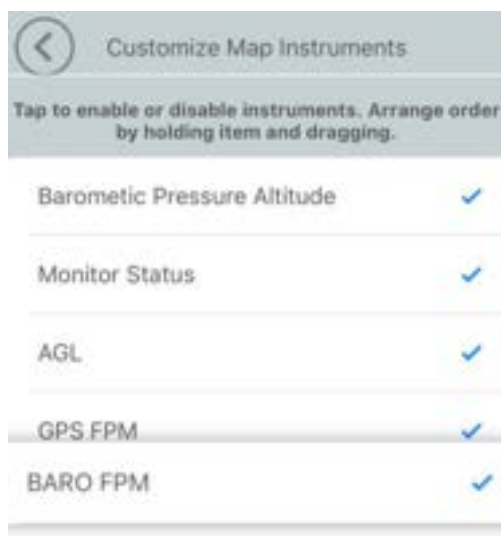 Customize Map Instruments
Tap to enable or disable instruments. Arrange order
by holding item and dragging.
Barometic Pressure Altitude
Monitor Status
AGL
GPS FPM
BARO FPM